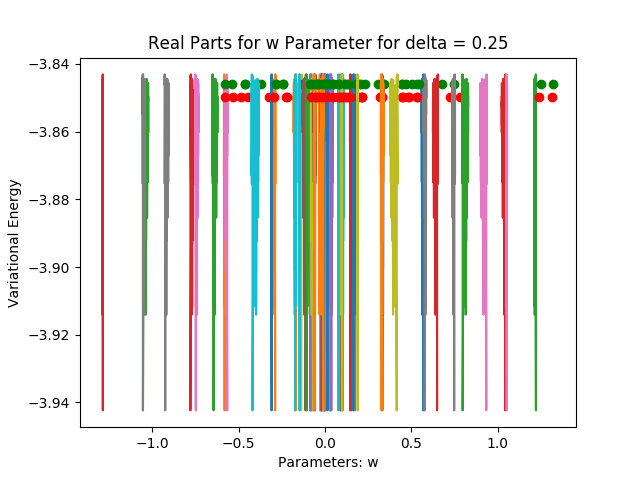 Real Parts for w Parameter for delta = 0.25
−3.84
−3.86
−3.88
−3.90
−3.92
−3.94
Variational Energy
−1.0 −0.5 0.0 0.5 1.0
Parameters: w